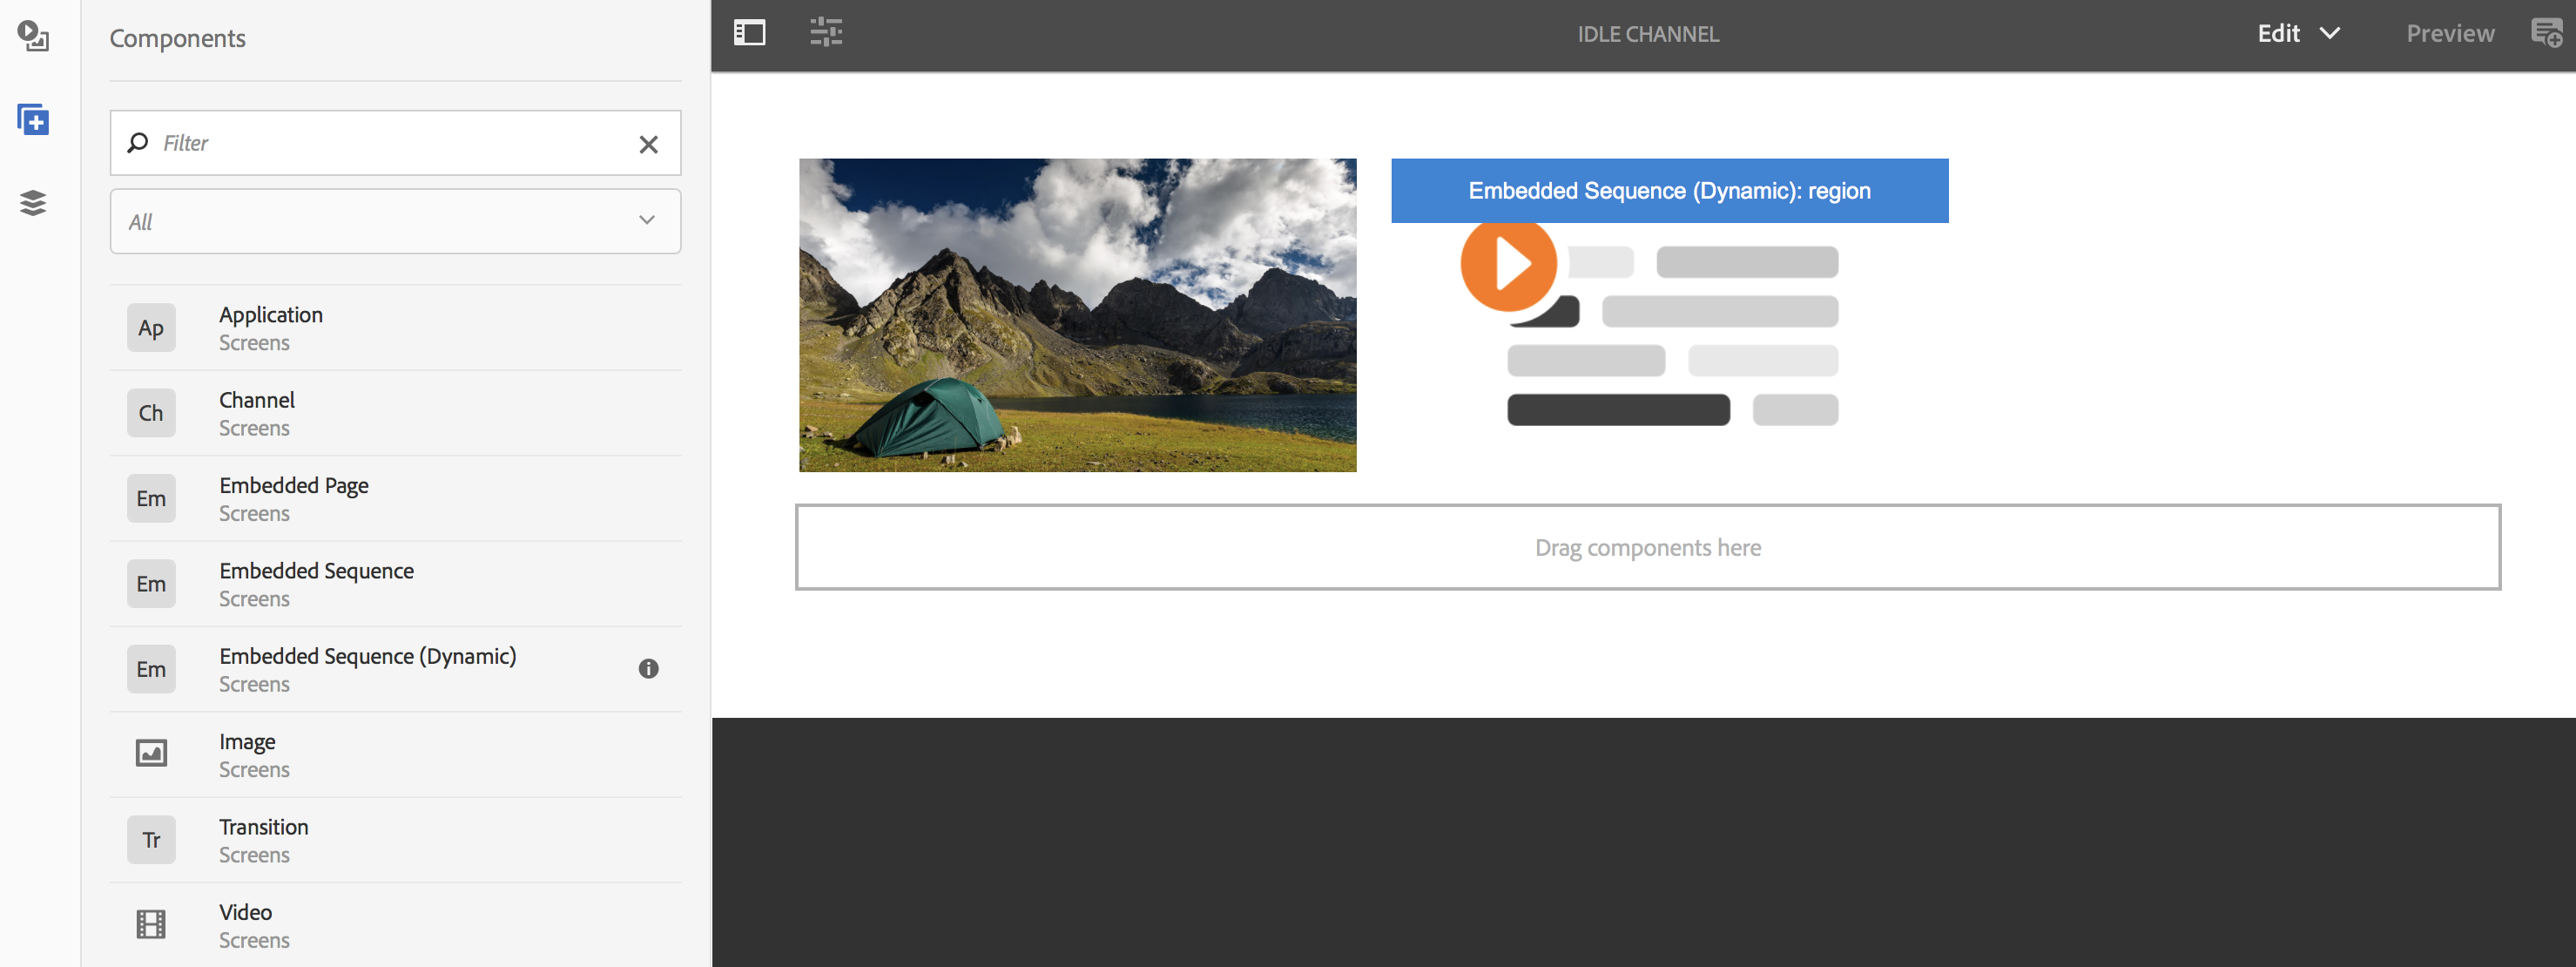 Components
Filter
All
Ap
Application
Screens
Ch
Channel
Screens
Em
Embedded Page
Screens
Em
Embedded Sequence
Screens
Em
Embedded Sequence (Dynamic)
Screens
Image
Screens
Tr
Transition
Screens
Video
Screens
IDLE CHANNEL
Edit
Preview
Embedded Sequence (Dynamic): region
Drag components here